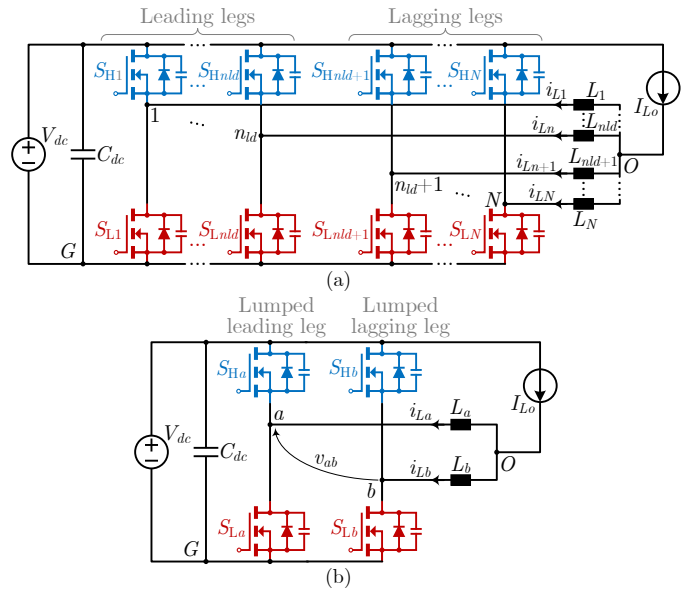 Leading legs Lagging legs
S_H1 S_Hnld S_Hnld+1 S_HN
i_L1 L_1
I_Lo
V_dc C_dc 1 n_ld i_Ln L_nld
i_Ln+1 L_nld+1 O
n_ld+1 N i_LN L_N
S_L1 S_Lnld S_Lnld+1 S_LN
G
(a)
Lumped leading leg Lumped lagging leg
S_Ha S_Hb
I_Lo
V_dc C_dc a i_La L_a
v_ab b i_Lb L_b O
S_La S_Lb
G
(b)